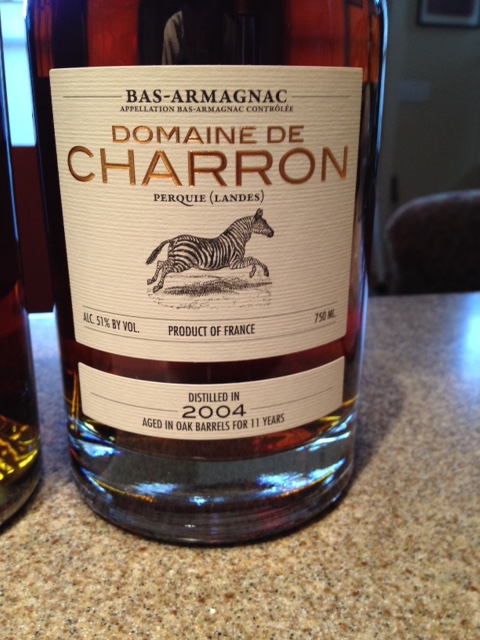 BAS-ARMAGNAC
APPELLATION BAS-ARMAGNAC CONTRÔLÉE
DOMAINE DE
CHARRON
PERQUIE (LANDES)
ALC. 51% BY VOL. PRODUCT OF FRANCE 750 ML.
DISTILLED IN
2004
AGED IN OAK BARRELS FOR 11 YEARS